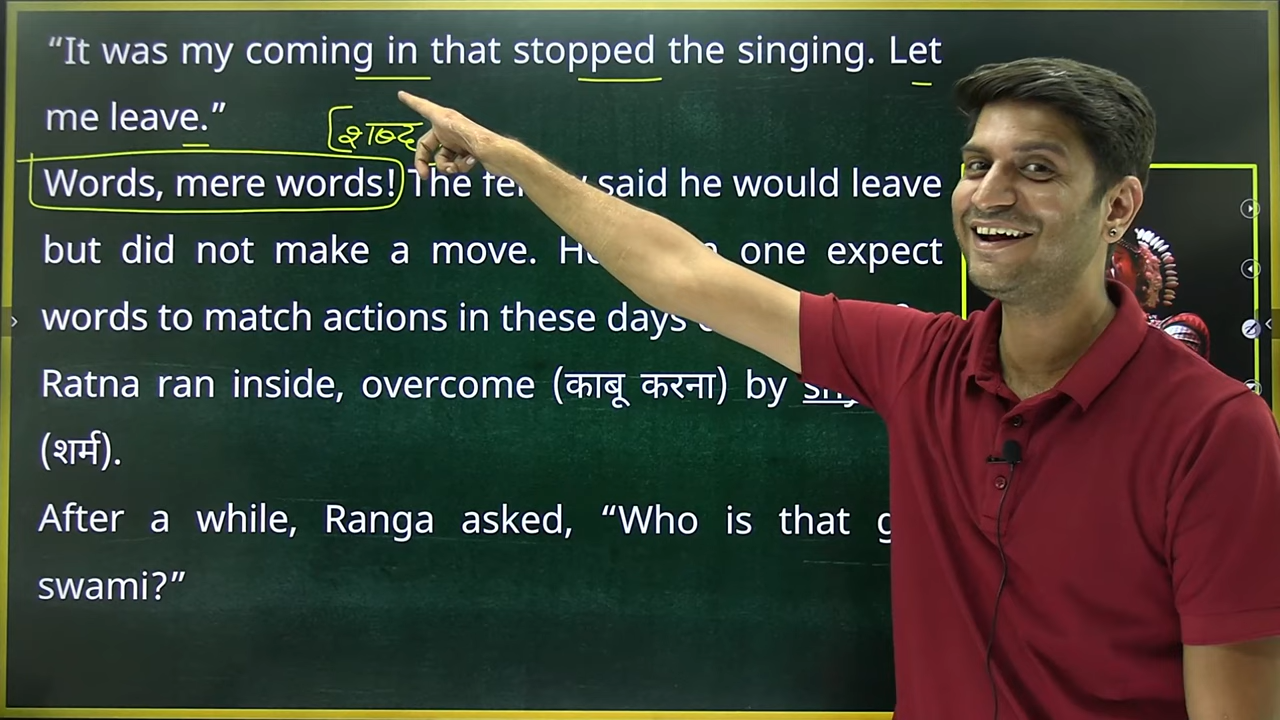 “It was my coming in that stopped the singing. Let
me leave.”
[शब्द
Words, mere words! The said he would leave
but did not make a move. one expect
words to match actions in these days
Ratna ran inside, overcome (काबू करना) by
(शर्म).
After a while, Ranga asked, “Who is that
swami?”